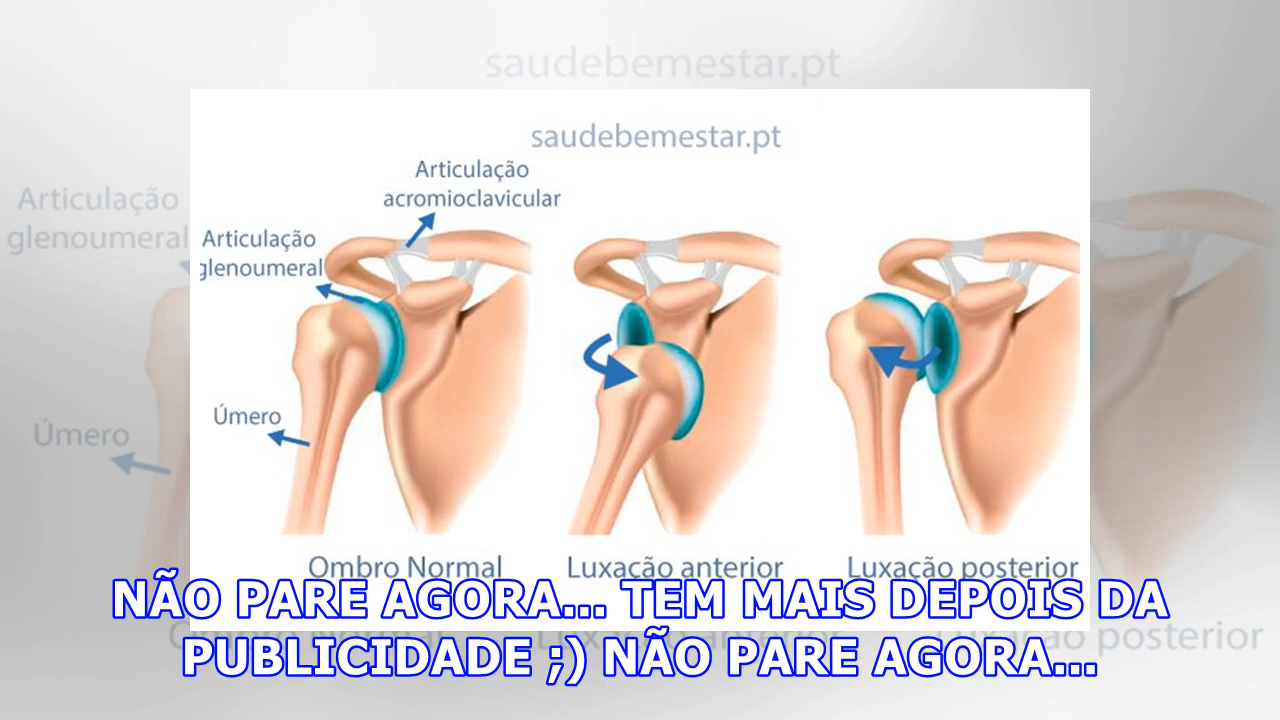 saudebemestar.pt
saudebemestar.pt
Articulação
acromioclavicular
Articulação
glenoumeral
Articulação
glenoumeral
Úmero
Úmero
Ombro Normal
Luxação anterior
Luxação posterior
NÃO PARE AGORA... TEM MAIS DEPOIS DA
PUBLICIDADE ;) NÃO PARE AGORA...